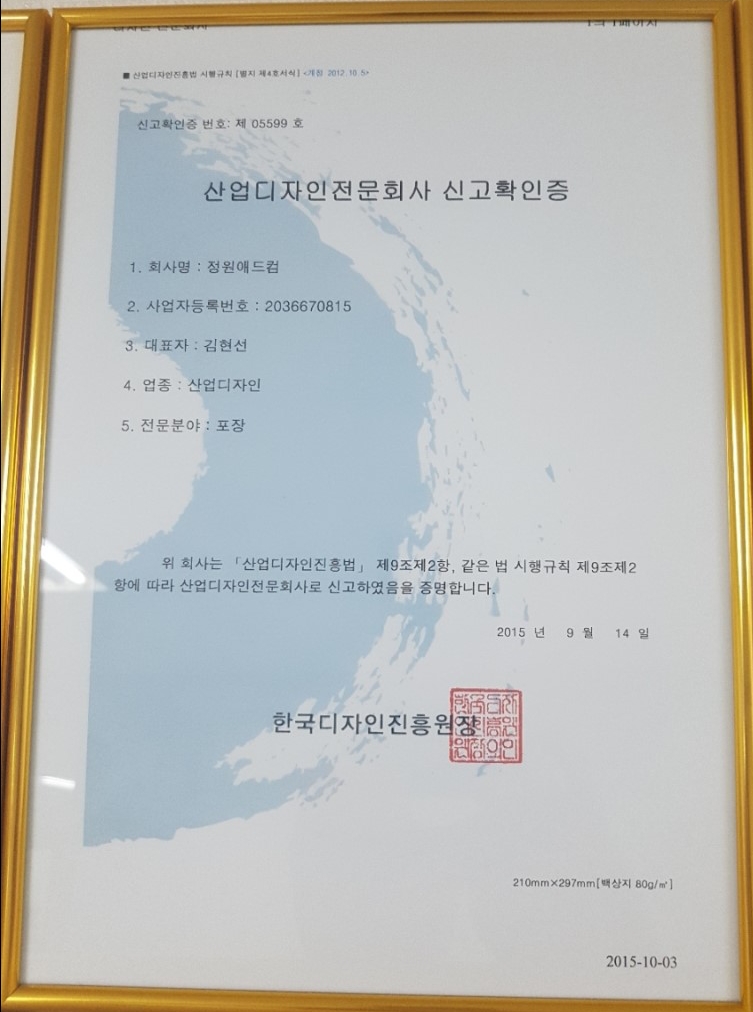 1의 1페이지
■ 산업디자인진흥법 시행규칙 [별지 제4호서식] <개정 2012.10.5>
신고확인증 번호: 제 05599 호
산업디자인전문회사 신고확인증
1. 회사명 : 정원애드컴
2. 사업자등록번호 : 2036670815
3. 대표자 : 김현선
4. 업종 : 산업디자인
5. 전문분야 : 포장
위 회사는 「산업디자인진흥법」 제9조제2항, 같은 법 시행규칙 제9조제2
항에 따라 산업디자인전문회사로 신고하였음을 증명합니다.
2015 년 9 월 14 일
한국디자인진흥원장
210mm×297mm[백상지 80g/㎡]
2015-10-03